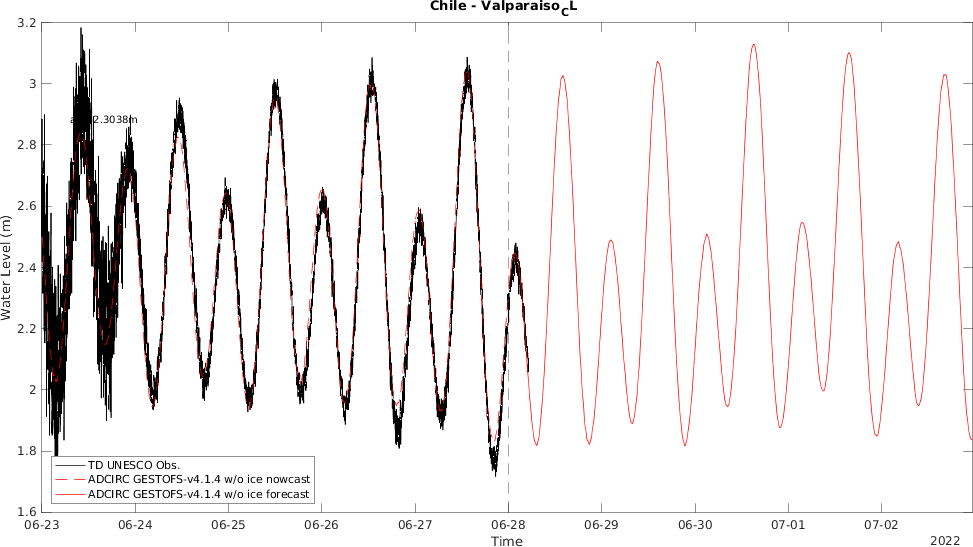 Chile - Valparaiso_CL
3.2
3
2.8
2.6
2.4
2.2
2
1.8
1.6
Water Level (m)
2.3038m
TD UNESCO Obs.
ADCIRC GESTOFS-v4.1.4 w/o ice nowcast
ADCIRC GESTOFS-v4.1.4 w/o ice forecast
06-23 06-24 06-25 06-26 06-27 06-28 06-29 06-30 07-01 07-02
Time
2022